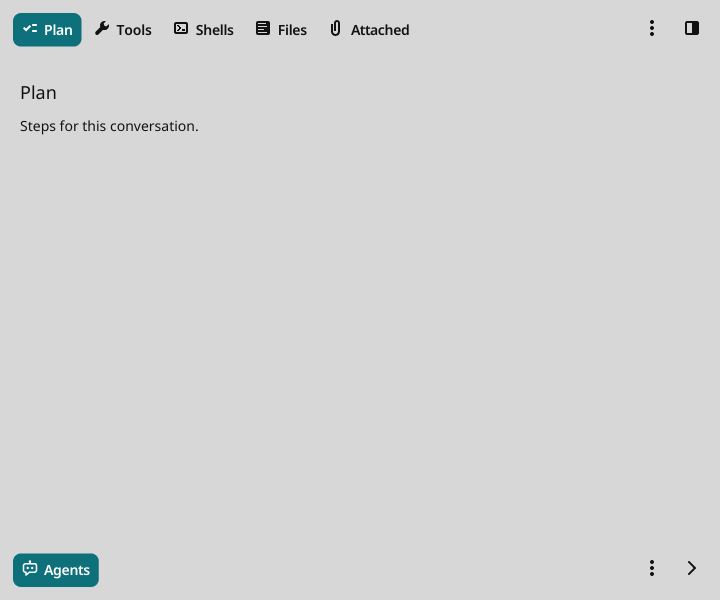 Plan
Tools
Shells
Files
Attached
Plan
Steps for this conversation.
Agents